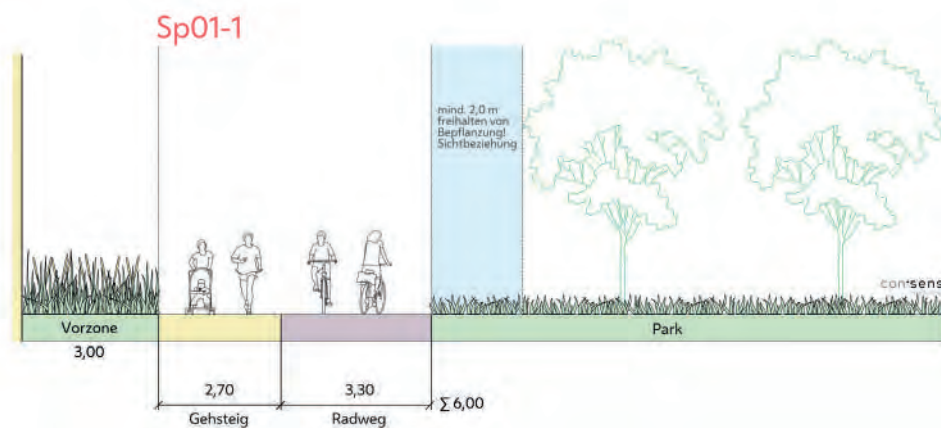 Sp01-1
mind. 2,0 m
freihalten von
Bepflanzung!
Sichtbeziehung
con·sens
Vorzone
Park
3,00
2,70
3,30
∑ 6,00
Gehsteig
Radweg